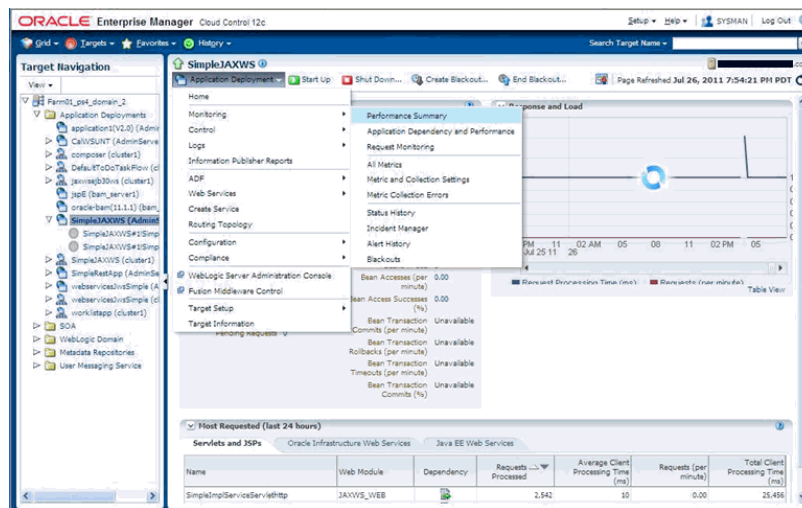 ORACLE Enterprise Manager Cloud Control 12c
Setup Help SYSMAN Log Out
Grid Targets Favorites History Search Target Name
Target Navigation
View
Farm01_ps4_domain_2
Application Deployments
application1(V2.0) (Admir
CalWSUNT (AdminServe
composer (cluster1)
DefaultToDoTaskFlow (cl
jaxwsejb30ws (cluster1)
jspE (bam_server1)
oracle-bam(11.1.1) (bam_
SimpleJAXWS (AdminS
SimpleJAXWS#1!Simp
SimpleJAXWS#1!Simp
SimpleJAXWS (cluster1)
SimpleRestApp (AdminSe
webservicesJwsSimple (A
webservicesJwsSimple (cl
worklistapp (cluster1)
SOA
WebLogic Domain
Metadata Repositories
User Messaging Service
SimpleJAXWS
Application Deployment Start Up Shut Down... Create Blackout... End Blackout... Page Refreshed Jul 26, 2011 7:54:21 PM PDT
Home
Monitoring
Control
Logs
Information Publisher Reports
ADF
Web Services
Create Service
Routing Topology
Configuration
Compliance
WebLogic Server Administration Console
Fusion Middleware Control
Target Setup
Target Information
Performance Summary
Application Dependency and Performance
Request Monitoring
All Metrics
Metric and Collection Settings
Metric Collection Errors
Status History
Incident Manager
Alert History
Blackouts
Response and Load
PM 11 02 AM 05 08 11 02 PM 05
Jul 25 11 26
Request Processing Time (ms) Requests (per minute)
Table View
Bean Accesses (per minute) 0.00
Bean Access Successes (%) 0.00
Bean Transaction Commits (per minute) Unavailable
Bean Transaction Rollbacks (per minute) Unavailable
Bean Transaction Timeouts (per minute) Unavailable
Bean Transaction Commits (%) Unavailable
Pending Requests 0
Most Requested (last 24 hours)
Servlets and JSPs Oracle Infrastructure Web Services Java EE Web Services
Name Web Module Dependency Requests Processed Average Client Processing Time (ms) Requests (per minute) Total Client Processing Time (ms)
SimpleImplServiceServlethttp JAXWS_WEB 2,542 10 0.00 25,456